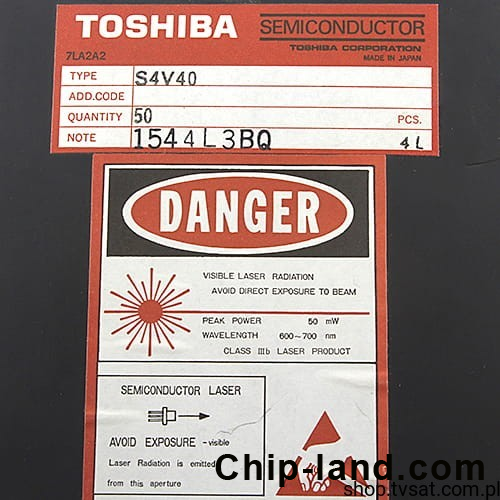 TOSHIBA SEMICONDUCTOR
TOSHIBA CORPORATION
7LA2A2 MADE IN JAPAN
TYPE S4V40
ADD.CODE
QUANTITY 50 PCS.
NOTE 1544L3BQ 4L
DANGER
VISIBLE LASER RADIATION
AVOID DIRECT EXPOSURE TO BEAM
PEAK POWER 50 mW
WAVELENGTH 600~700 nm
CLASS IIIb LASER PRODUCT
SEMICONDUCTOR LASER
AVOID EXPOSURE - visible
Laser Radiation is emitted
from this aperture
Chip-land.com
shop.tvsat.com.pl